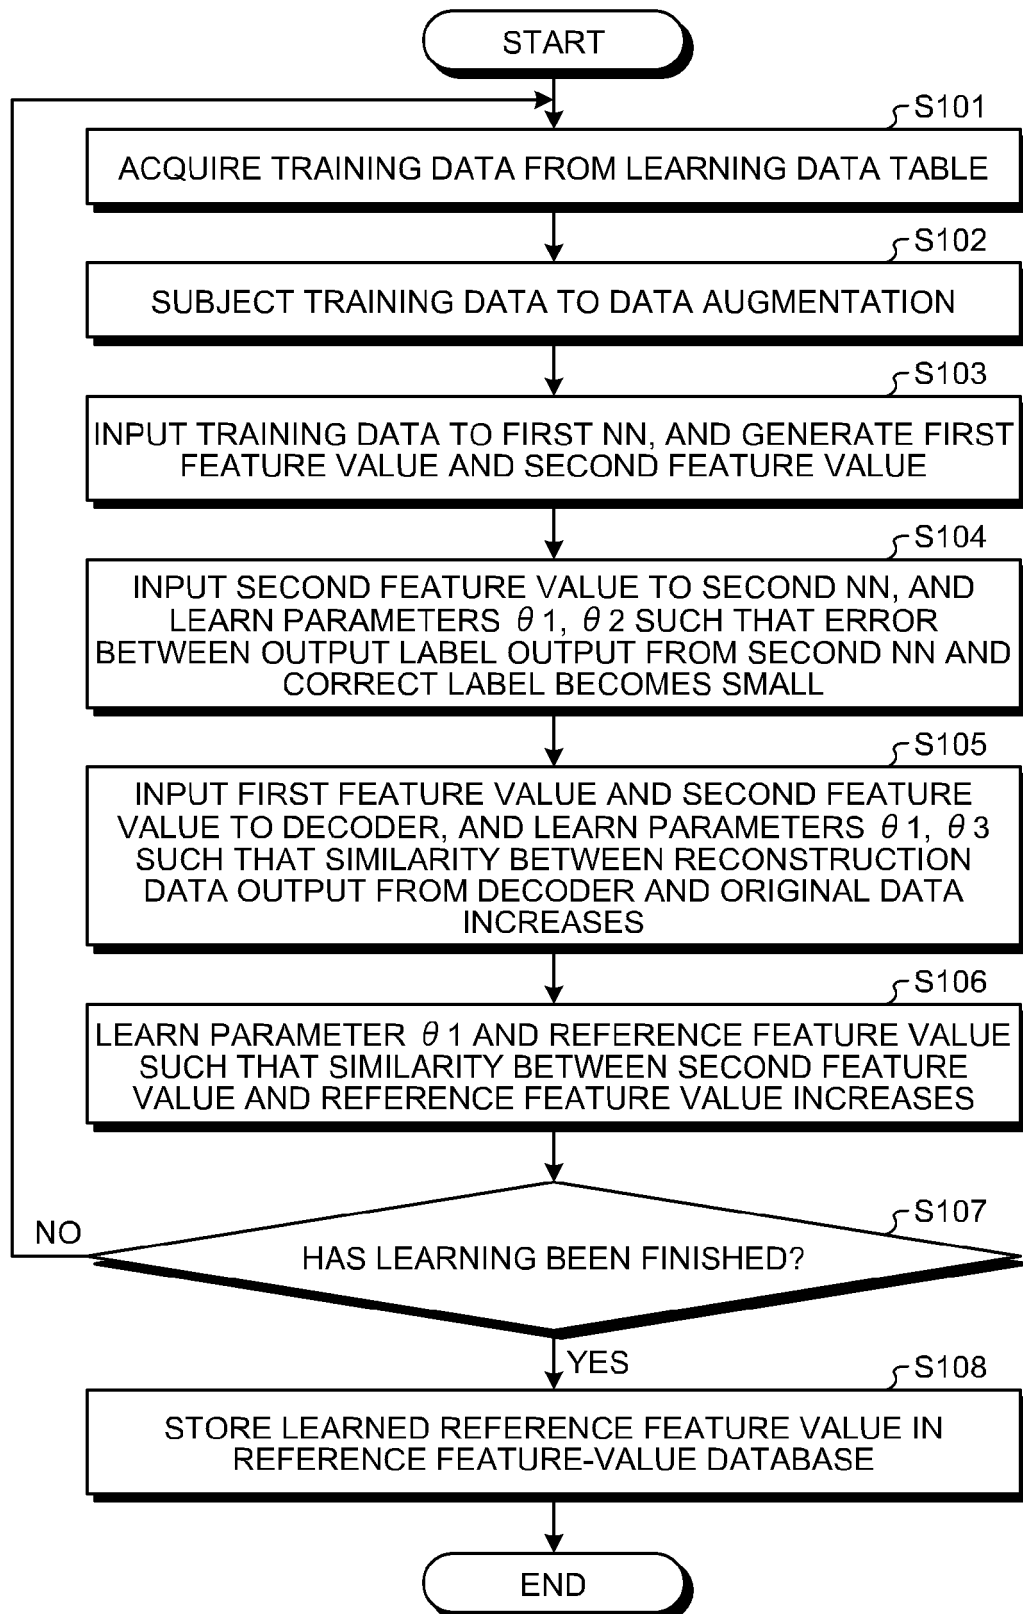 START
S101
ACQUIRE TRAINING DATA FROM LEARNING DATA TABLE
S102
SUBJECT TRAINING DATA TO DATA AUGMENTATION
S103
INPUT TRAINING DATA TO FIRST NN, AND GENERATE FIRST
FEATURE VALUE AND SECOND FEATURE VALUE
S104
INPUT SECOND FEATURE VALUE TO SECOND NN, AND
LEARN PARAMETERS θ1, θ2 SUCH THAT ERROR
BETWEEN OUTPUT LABEL OUTPUT FROM SECOND NN AND
CORRECT LABEL BECOMES SMALL
S105
INPUT FIRST FEATURE VALUE AND SECOND FEATURE
VALUE TO DECODER, AND LEARN PARAMETERS θ1, θ3
SUCH THAT SIMILARITY BETWEEN RECONSTRUCTION
DATA OUTPUT FROM DECODER AND ORIGINAL DATA
INCREASES
S106
LEARN PARAMETER θ1 AND REFERENCE FEATURE VALUE
SUCH THAT SIMILARITY BETWEEN SECOND FEATURE
VALUE AND REFERENCE FEATURE VALUE INCREASES
S107
NO
HAS LEARNING BEEN FINISHED?
YES
S108
STORE LEARNED REFERENCE FEATURE VALUE IN
REFERENCE FEATURE-VALUE DATABASE
END